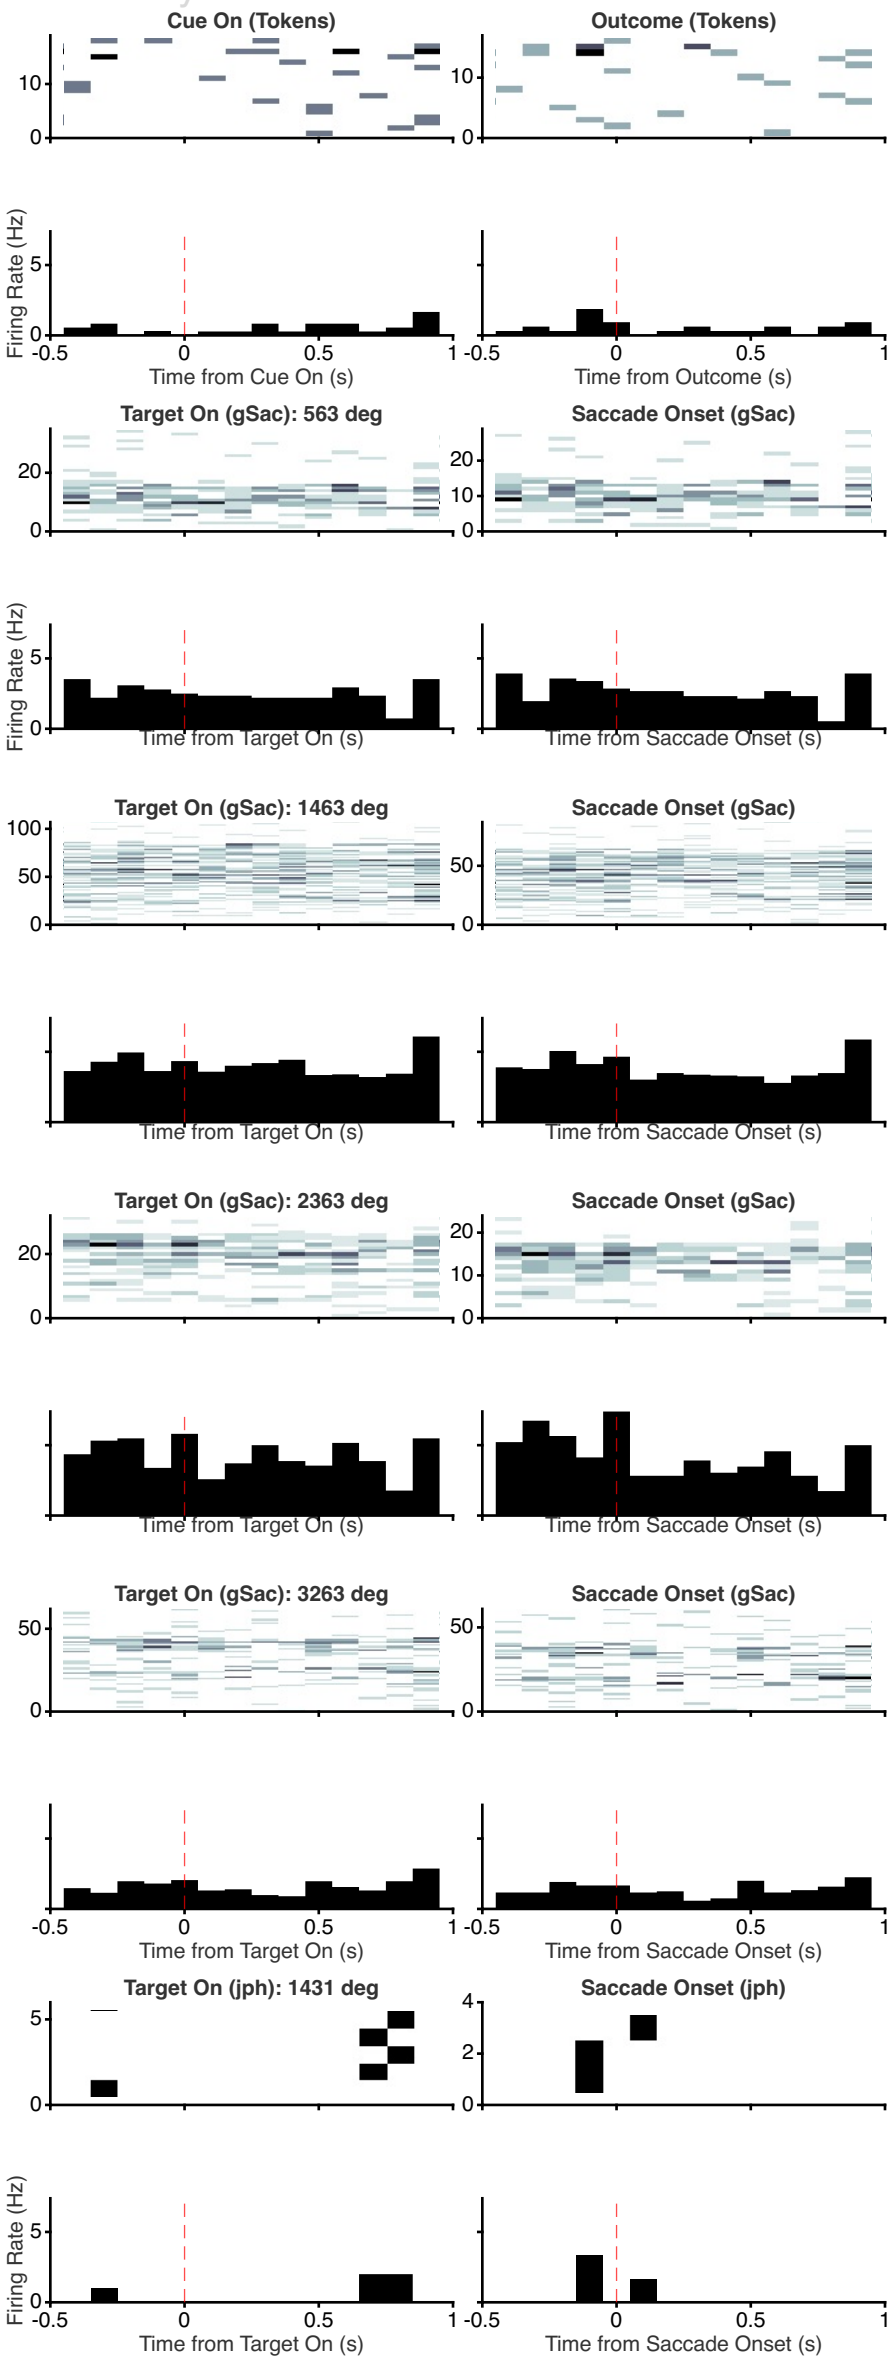 Cue On (Tokens) Outcome (Tokens)
10 10
0 0
Firing Rate (Hz)
5
0
-0.5 0 0.5 1 -0.5 0 0.5 1
Time from Cue On (s) Time from Outcome (s)
Target On (gSac): 563 deg Saccade Onset (gSac)
20 20
10
0 0
Firing Rate (Hz)
5
0
Time from Target On (s) Time from Saccade Onset (s)
Target On (gSac): 1463 deg Saccade Onset (gSac)
100
50 50
0 0
Time from Target On (s) Time from Saccade Onset (s)
Target On (gSac): 2363 deg Saccade Onset (gSac)
20 20
10
0 0
Time from Target On (s) Time from Saccade Onset (s)
Target On (gSac): 3263 deg Saccade Onset (gSac)
50 50
0 0
-0.5 0 0.5 1 -0.5 0 0.5 1
Time from Target On (s) Time from Saccade Onset (s)
Target On (jph): 1431 deg Saccade Onset (jph)
5 4
2
0 0
Firing Rate (Hz)
5
0
-0.5 0 0.5 1 -0.5 0 0.5 1
Time from Target On (s) Time from Saccade Onset (s)